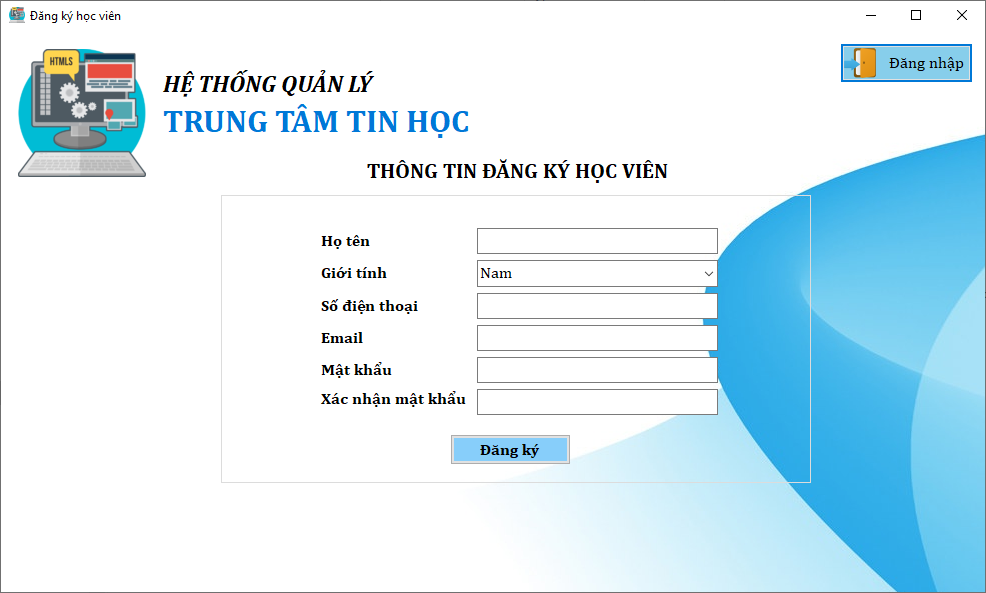 Đăng ký học viên
HTML5
Đăng nhập
HỆ THỐNG QUẢN LÝ
TRUNG TÂM TIN HỌC
THÔNG TIN ĐĂNG KÝ HỌC VIÊN
Họ tên
Giới tính Nam
Số điện thoại
Email
Mật khẩu
Xác nhận mật khẩu
Đăng ký